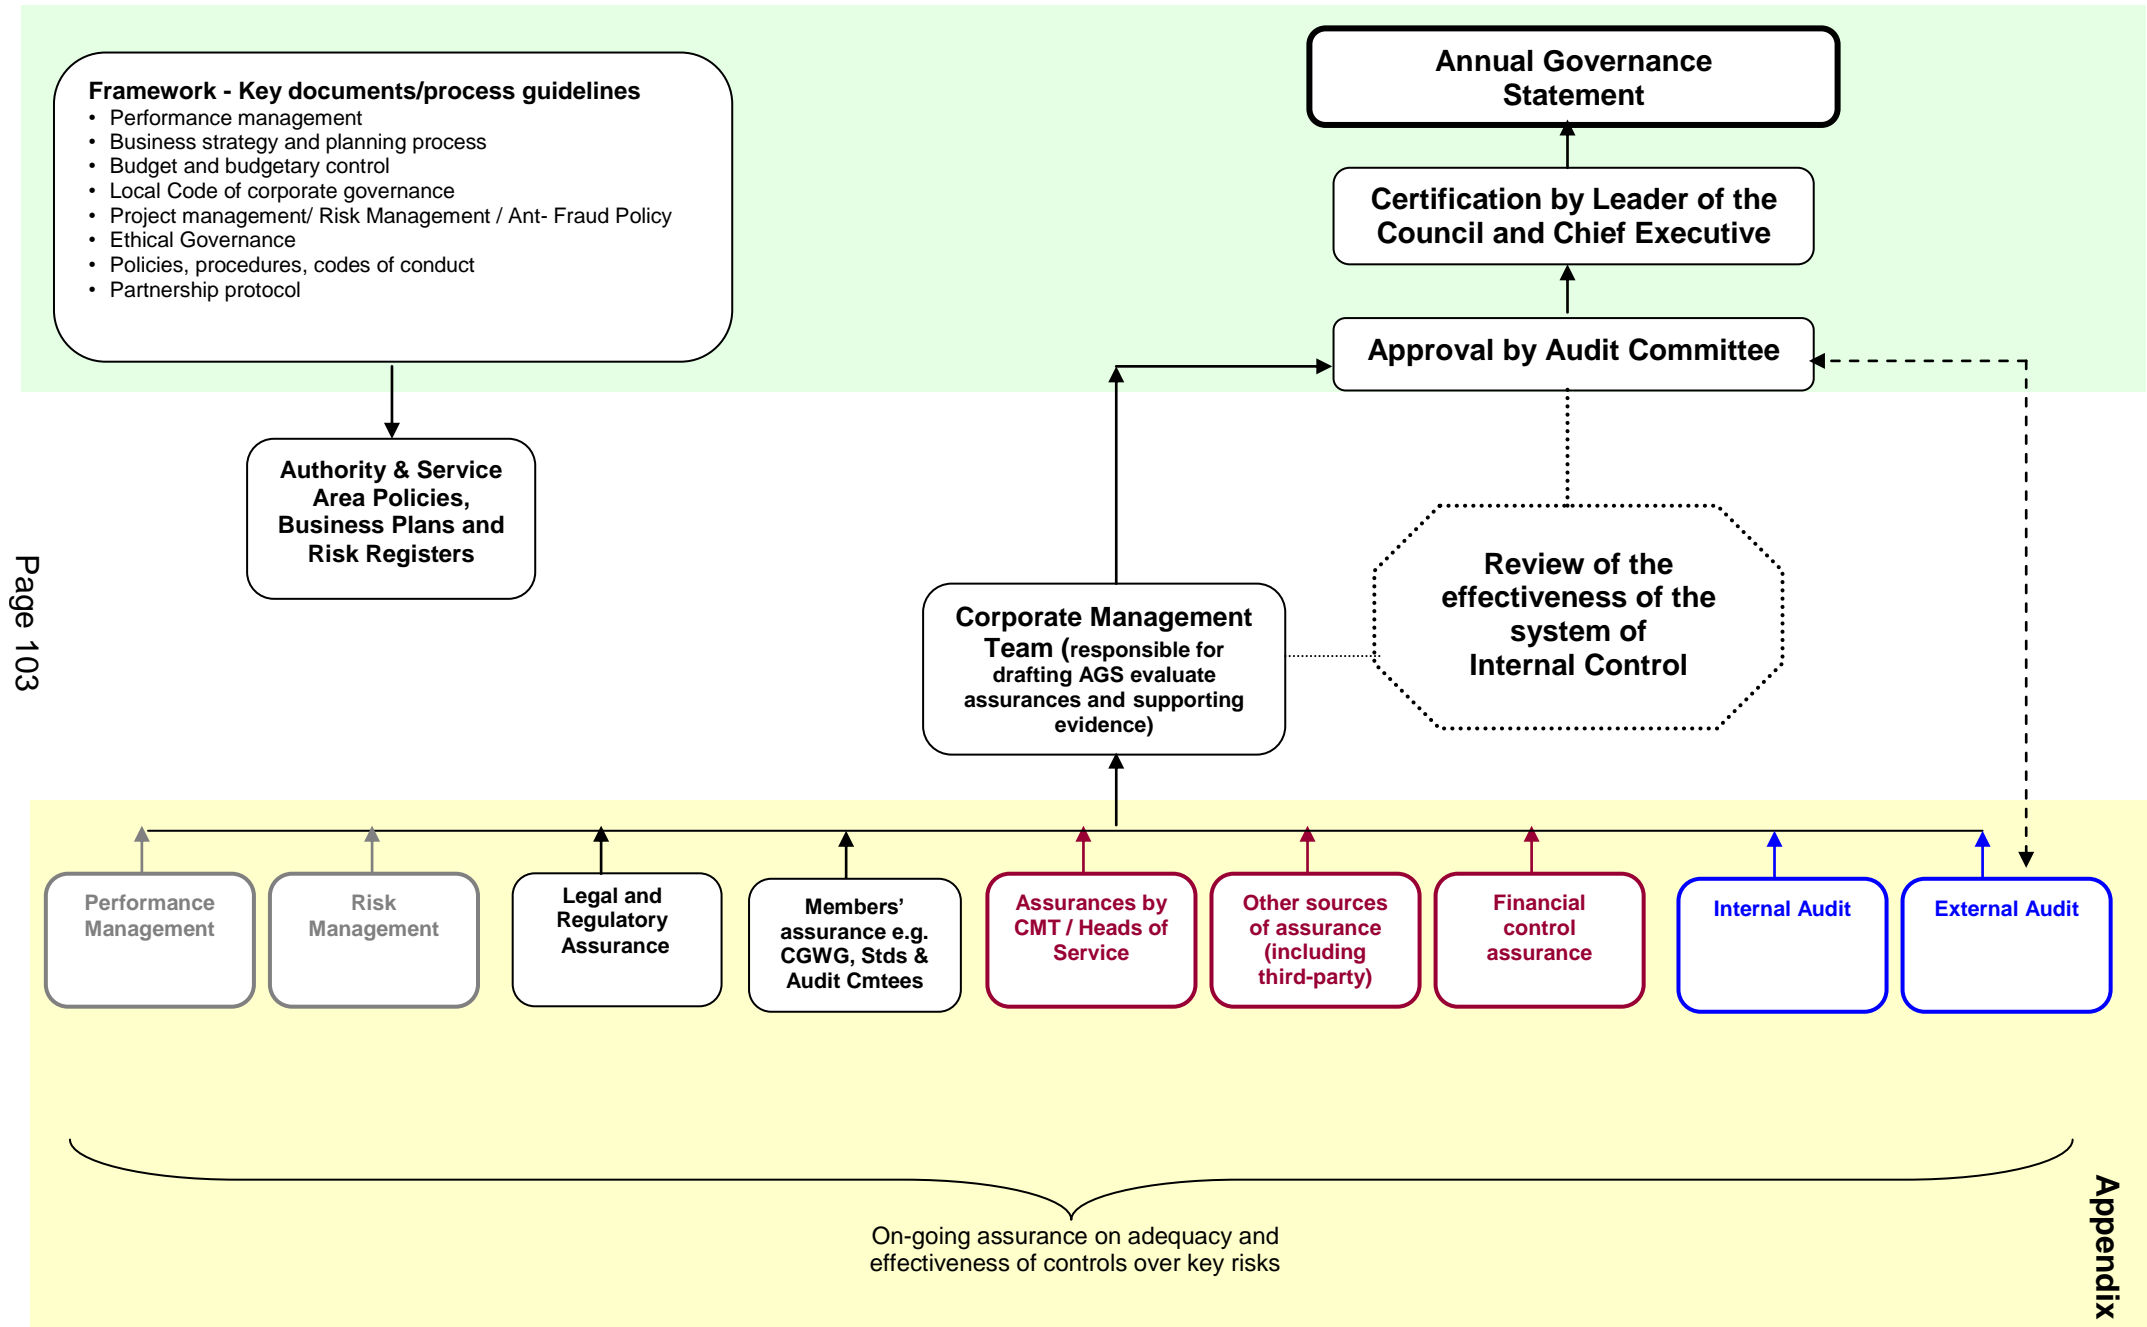 Framework - Key documents/process guidelines
• Performance management
• Business strategy and planning process
• Budget and budgetary control
• Local Code of corporate governance
• Project management/ Risk Management / Ant- Fraud Policy
• Ethical Governance
• Policies, procedures, codes of conduct
• Partnership protocol
Annual Governance
Statement
Certification by Leader of the
Council and Chief Executive
Approval by Audit Committee
Authority & Service
Area Policies,
Business Plans and
Risk Registers
Review of the
effectiveness of the
system of
Internal Control
Corporate Management
Team (responsible for
drafting AGS evaluate
assurances and supporting
evidence)
Page 103
Performance
Management
Risk
Management
Legal and
Regulatory
Assurance
Members’
assurance e.g.
CGWG, Stds &
Audit Cmtees
Assurances by
CMT / Heads of
Service
Other sources
of assurance
(including
third-party)
Financial
control
assurance
Internal Audit
External Audit
On-going assurance on adequacy and
effectiveness of controls over key risks
Appendix